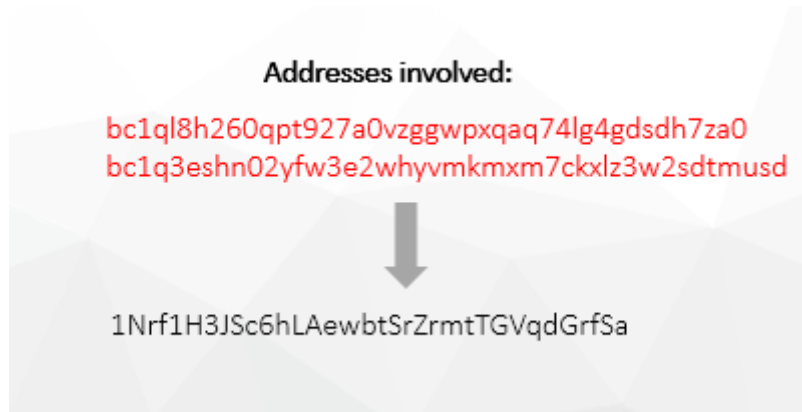 Addresses involved:
bc1ql8h260qpt927a0vzggwpxqaq74lg4gdsdh7za0
bc1q3eshn02yfw3e2whyvmkmxm7ckxlz3w2sdtmusd
1Nrf1H3JSc6hLAewbtSrZrmtTGVqdGrfSa